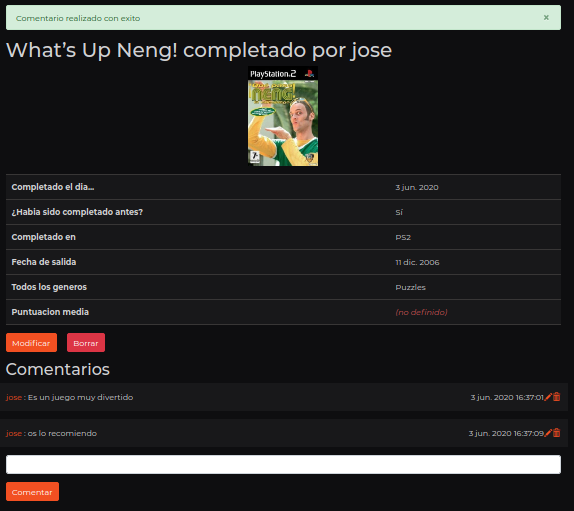 Comentario realizado con exito ×
What's Up Neng! completado por jose
PlayStation 2
neng!
Completado el dia... 3 jun. 2020
¿Habia sido completado antes? Sí
Completado en PS2
Fecha de salida 11 dic. 2006
Todos los generos Puzzles
Puntuacion media (no definido)
Modificar Borrar
Comentarios
jose : Es un juego muy divertido 3 jun. 2020 16:37:01
jose : os lo recomiendo 3 jun. 2020 16:37:09
Comentar